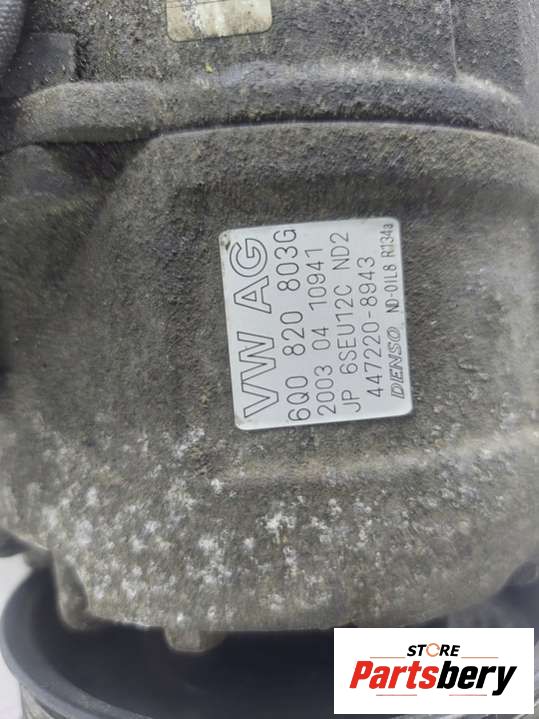 VW AG
6Q0 820 803G
2003 04 10941
JP 6SEU12C ND2
447220-8943
DENSO ND-OIL8 R134a
STORE
Partsbery